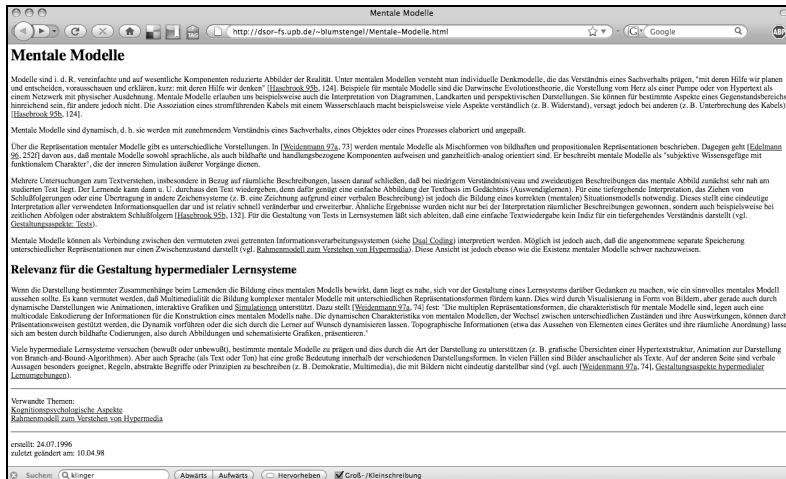 Mentale Modelle
http://dsor-fs.upb.de/~blumstengel/Mentale-Modelle.html
Google
ABP
TAG
Mentale Modelle
Modelle sind i. d. R. vereinfachte und auf wesentliche Komponenten reduzierte Abbilder der Realität. Unter mentalen Modellen versteht man individuelle Denkmodelle, die das Verständnis eines Sachverhalts prägen, "mit deren Hilfe wir planen
und entscheiden, vorausschauen und erklären, kurz: mit deren Hilfe wir denken" [Hasebrook 95b, 124]. Beispiele für mentale Modelle sind die Darwinsche Evolutionstheorie, die Vorstellung vom Herz als einer Pumpe oder von Hypertext als
einem Netzwerk mit physischer Ausdehnung. Mentale Modelle erlauben uns beispielsweise auch die Interpretation von Diagrammen, Landkarten und perspektivischen Darstellungen. Sie können für bestimmte Aspekte eines Gegenstandsbereichs
hinreichend sein, für andere jedoch nicht. Die Assoziation eines stromführenden Kabels mit einem Wasserschlauch macht beispielsweise viele Aspekte verständlich (z. B. Widerstand), versagt jedoch bei anderen (z. B. Unterbrechung des Kabels)
[Hasebrook 95b, 124].
Mentale Modelle sind dynamisch, d. h. sie werden mit zunehmendem Verständnis eines Sachverhalts, eines Objektes oder eines Prozesses elaboriert und angepaßt.
Über die Repräsentation mentaler Modelle gibt es unterschiedliche Vorstellungen. In [Weidenmann 97a, 73] werden mentale Modelle als Mischformen von bildhaften und propositionalen Repräsentationen beschrieben. Dagegen geht [Edelmann
96, 252f] davon aus, daß mentale Modelle sowohl sprachliche, als auch bildhafte und handlungsbezogene Komponenten aufweisen und ganzheitlich-analog orientiert sind. Er beschreibt mentale Modelle als "subjektive Wissensgefüge mit
funktionalem Charakter", die der inneren Simulation äußerer Vorgänge dienen.
Mehrere Untersuchungen zum Textverstehen, insbesondere in Bezug auf räumliche Beschreibungen, lassen darauf schließen, daß bei niedrigem Verständnisniveau und zweideutigen Beschreibungen das mentale Abbild zunächst sehr nah am
studierten Text liegt. Der Lernende kann dann u. U. durchaus den Text wiedergeben, denn dafür genügt eine einfache Abbildung der Textbasis im Gedächtnis (Auswendiglernen). Für eine tiefergehende Interpretation, das Ziehen von
Schlußfolgerungen oder eine Übertragung in andere Zeichensysteme (z. B. eine Zeichnung aufgrund einer verbalen Beschreibung) ist jedoch die Bildung eines korrekten (mentalen) Situationsmodells notwendig. Dieses stellt eine eindeutige
Interpretation aller verwendeten Informationsquellen dar und ist relativ schnell veränderbar und erweiterbar. Ähnliche Ergebnisse wurden nicht nur bei der Interpretation räumlicher Beschreibungen gewonnen, sondern auch beispielsweise bei
zeitlichen Abfolgen oder abstraktem Schlußfolgern [Hasebrook 95b, 132]. Für die Gestaltung von Tests in Lernsystemen läßt sich ableiten, daß eine einfache Textwiedergabe kein Indiz für ein tiefergehendes Verständnis darstellt (vgl.
Gestaltungsaspekte: Tests).
Mentale Modelle können als Verbindung zwischen den vermuteten zwei getrennten Informationsverarbeitungssystemen (siehe Dual Coding) interpretiert werden. Möglich ist jedoch auch, daß die angenommene separate Speicherung
unterschiedlicher Repräsentationen nur einen Zwischenzustand darstellt (vgl. Rahmenmodell zum Verstehen von Hypermedia). Diese Ansicht ist jedoch ebenso wie die Existenz mentaler Modelle schwer nachzuweisen.
Relevanz für die Gestaltung hypermedialer Lernsysteme
Wenn die Darstellung bestimmter Zusammenhänge beim Lernenden die Bildung eines mentalen Modells bewirkt, dann liegt es nahe, sich vor der Gestaltung eines Lernsystems darüber Gedanken zu machen, wie ein sinnvolles mentales Modell
aussehen sollte. Es kann vermutet werden, daß Multimedialität die Bildung komplexer mentaler Modelle mit unterschiedlichen Repräsentationsformen fördern kann. Dies wird durch Visualisierung in Form von Bildern, aber gerade auch durch
dynamische Darstellungen wie Animationen, interaktive Grafiken und Simulationen unterstützt. Dazu stellt [Weidenmann 97a, 74] fest: "Die multiplen Repräsentationsformen, die charakteristisch für mentale Modelle sind, legen auch eine
multicodale Enkodierung der Informationen für die Konstruktion eines mentalen Modells nahe. Die dynamischen Charakteristika von mentalen Modellen, der Wechsel zwischen unterschiedlichen Zuständen und ihre Auswirkungen, können durch
Präsentationsweisen gestützt werden, die Dynamik vorführen oder die sich durch die Lerner auf Wunsch dynamisieren lassen. Topographische Informationen (etwa das Aussehen von Elementen eines Gerätes und ihre räumliche Anordnung) lasse
sich am besten durch bildhafte Codierungen, also durch Abbildungen und schematisierte Grafiken, präsentieren."
Viele hypermediale Lernsysteme versuchen (bewußt oder unbewußt), bestimmte mentale Modelle zu prägen und dies durch die Art der Darstellung zu unterstützen (z. B. grafische Übersichten einer Hypertextstruktur, Animation zur Darstellung
von Branch-and-Bound-Algorithmen). Aber auch Sprache (als Text oder Ton) hat eine große Bedeutung innerhalb der verschiedenen Darstellungsformen. In vielen Fällen sind Bilder anschaulicher als Texte. Auf der anderen Seite sind verbale
Aussagen besonders geeignet, Regeln, abstrakte Begriffe oder Prinzipien zu beschreiben (z. B. Demokratie, Multimedia), die mit Bildern nicht eindeutig darstellbar sind (vgl. auch [Weidenmann 97a, 74], Gestaltungsaspekte hypermedialer
Lernumgebungen).
Verwandte Themen:
Kognitionspsychologische Aspekte
Rahmenmodell zum Verstehen von Hypermedia
erstellt: 24.07.1996
zuletzt geändert am: 10.04.98
Suchen: klinger Abwärts Aufwärts Hervorheben Groß-/Kleinschreibung